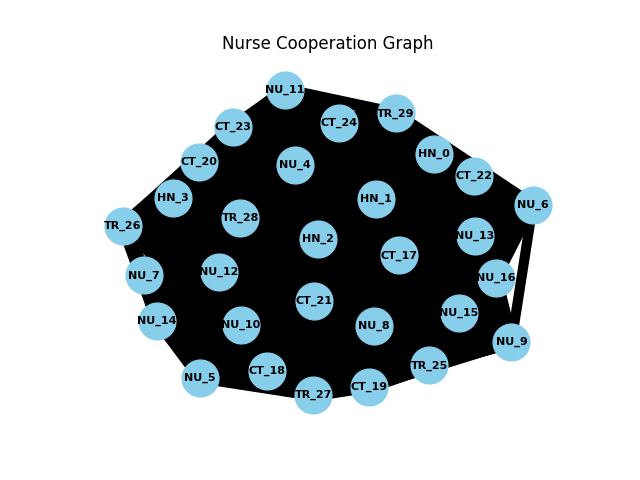 Nurse Cooperation Graph
NU_11
TR_29
CT_24
CT_23
HN_0
CT_20
NU_4
CT_22
HN_3
HN_1
NU_6
TR_28
TR_26
NU_13
HN_2
CT_17
NU_12
NU_7
NU_16
CT_21
NU_15
NU_14
NU_10
NU_8
NU_9
TR_25
CT_18
NU_5
CT_19
TR_27